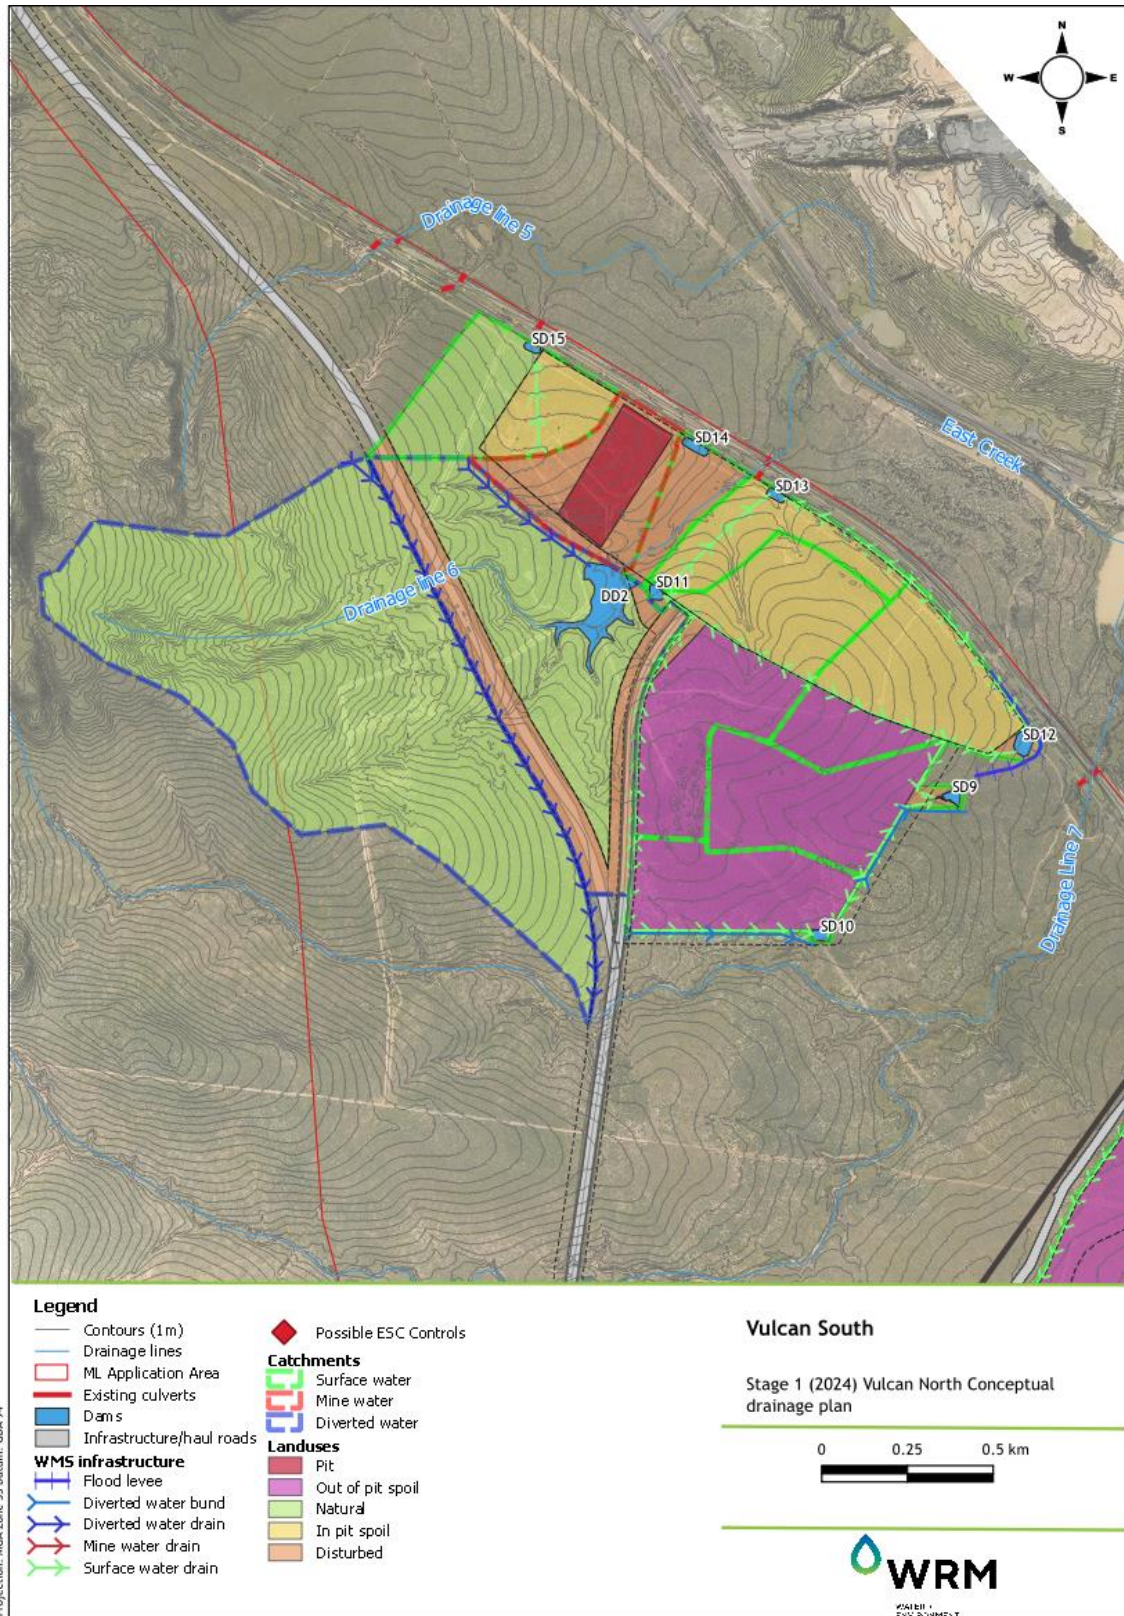 N
W E
S
Drainage line 5
SD15
SD14
East Creek
SD13
Drainage line 6
SD11
DD2
SD12
SD9
Drainage Line 7
SD10
Legend
Contours (1m)
Drainage lines
ML Application Area
Existing culverts
Dams
Infrastructure/haul roads
WMS infrastructure
Flood levee
Diverted water bund
Diverted water drain
Mine water drain
Surface water drain
Possible ESC Controls
Catchments
Surface water
Mine water
Diverted water
Landuses
Pit
Out of pit spoil
Natural
In pit spoil
Disturbed
Vulcan South
Stage 1 (2024) Vulcan North Conceptual
drainage plan
0 0.25 0.5 km
WRM